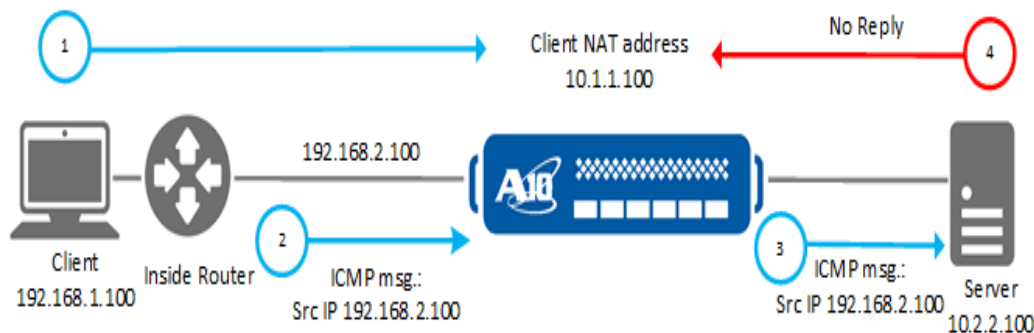 1
Client NAT address
10.1.1.100
No Reply
4
192.168.2.100
A10
2
3
Client
192.168.1.100
Inside Router
ICMP msg.:
Src IP 192.168.2.100
ICMP msg.:
Src IP 192.168.2.100
Server
10.2.2.100